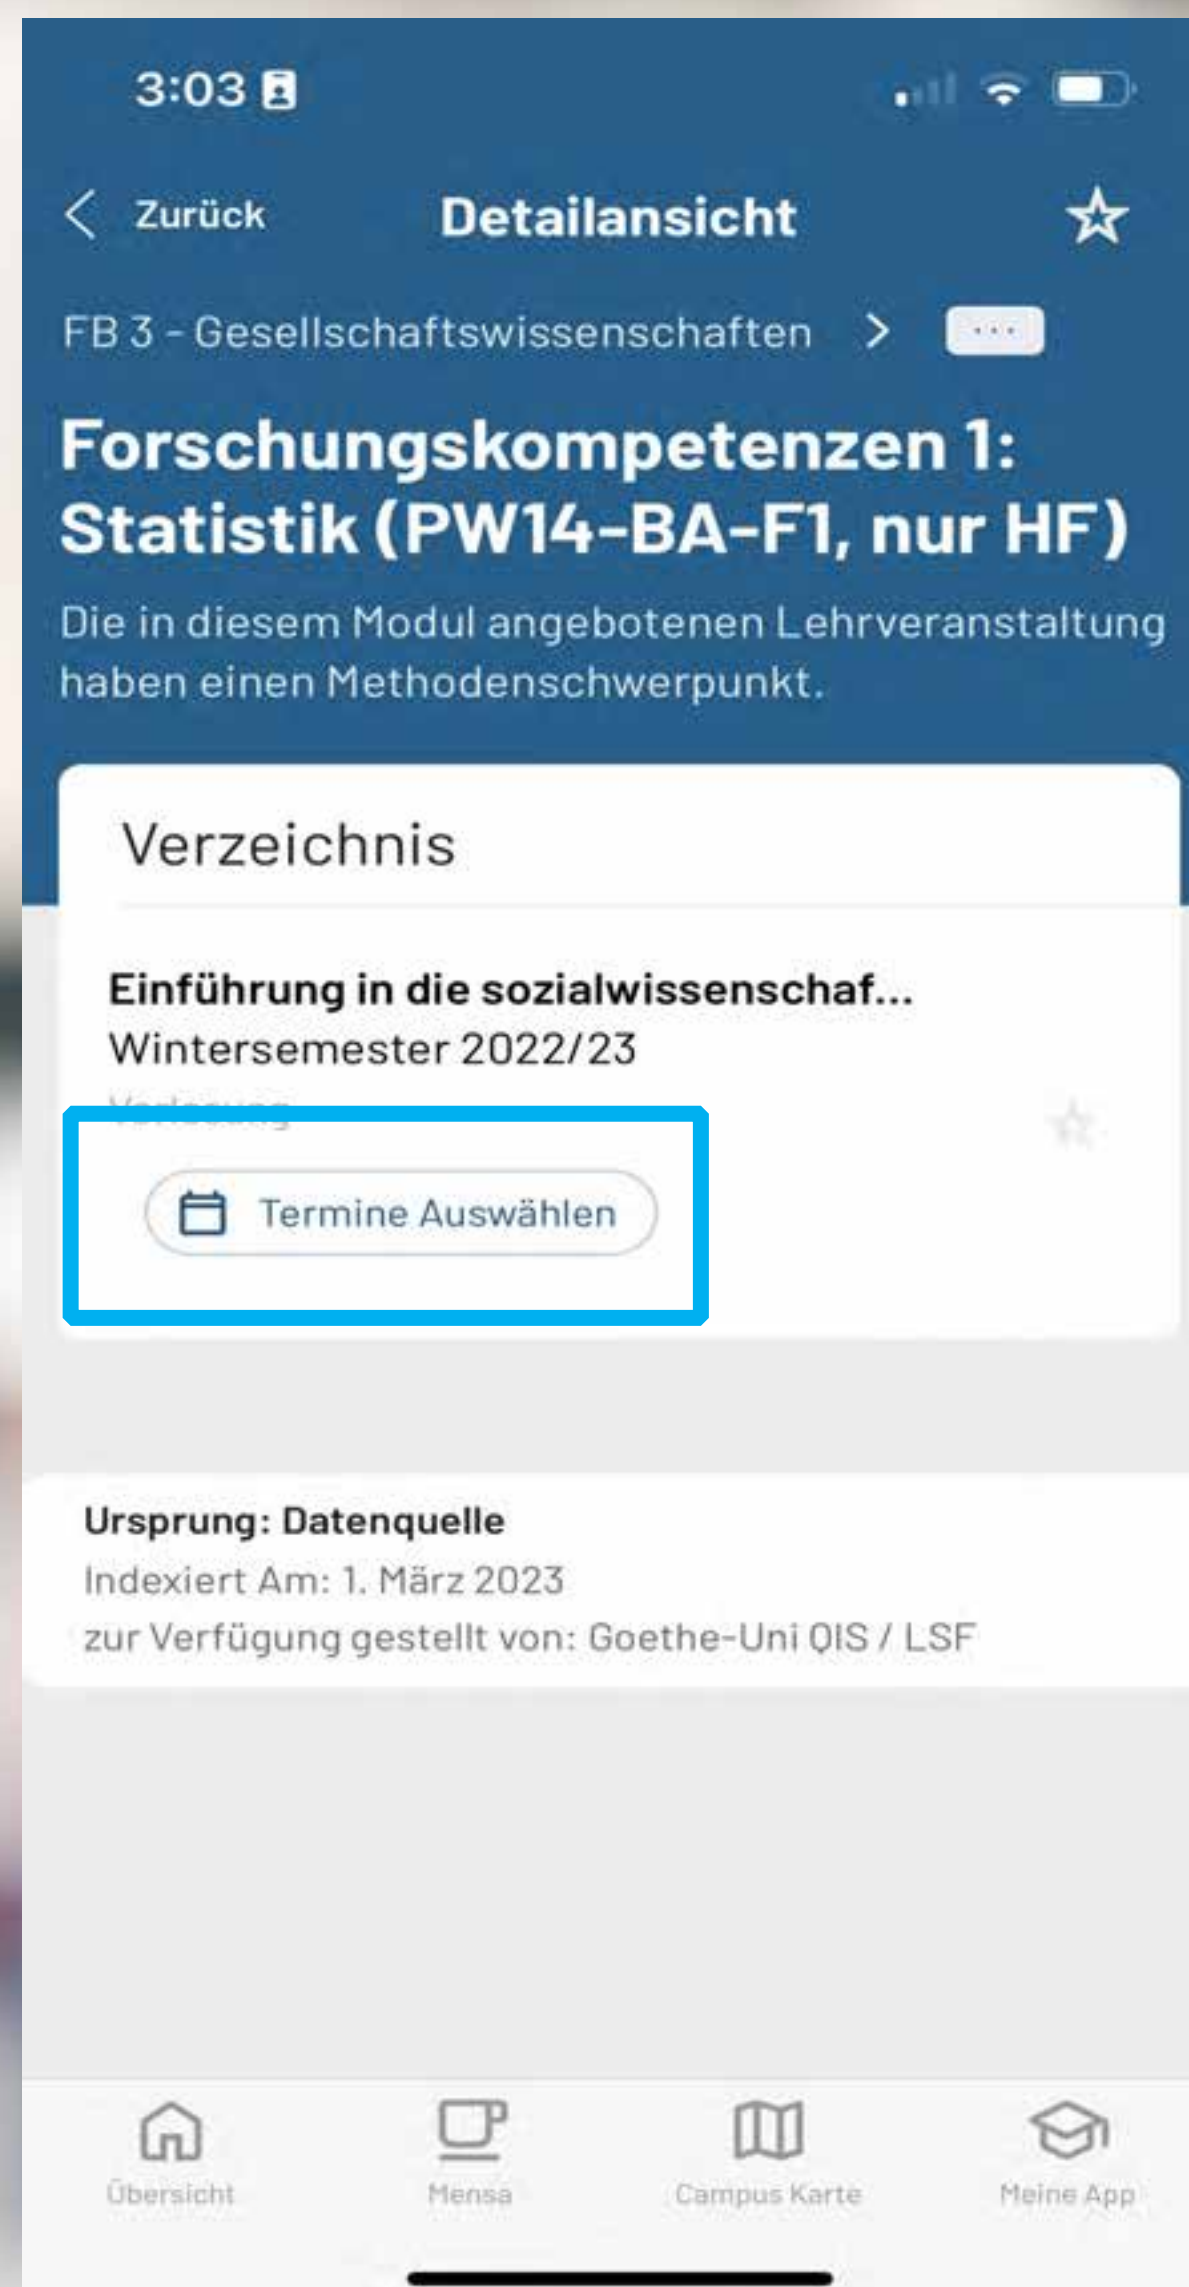 3:03
Zurück
Detailansicht
FB 3 - Gesellschaftswissenschaften > ...
Forschungskompetenzen 1:
Statistik (PW14-BA-F1, nur HF)
Die in diesem Modul angebotenen Lehrveranstaltung
haben einen Methodenschwerpunkt.
Verzeichnis
Einführung in die sozialwissenschaf...
Wintersemester 2022/23
Vorlesung
Termine Auswählen
Ursprung: Datenquelle
Indexiert Am: 1. März 2023
zur Verfügung gestellt von: Goethe-Uni QIS / LSF
Übersicht
Mensa
Campus Karte
Meine App